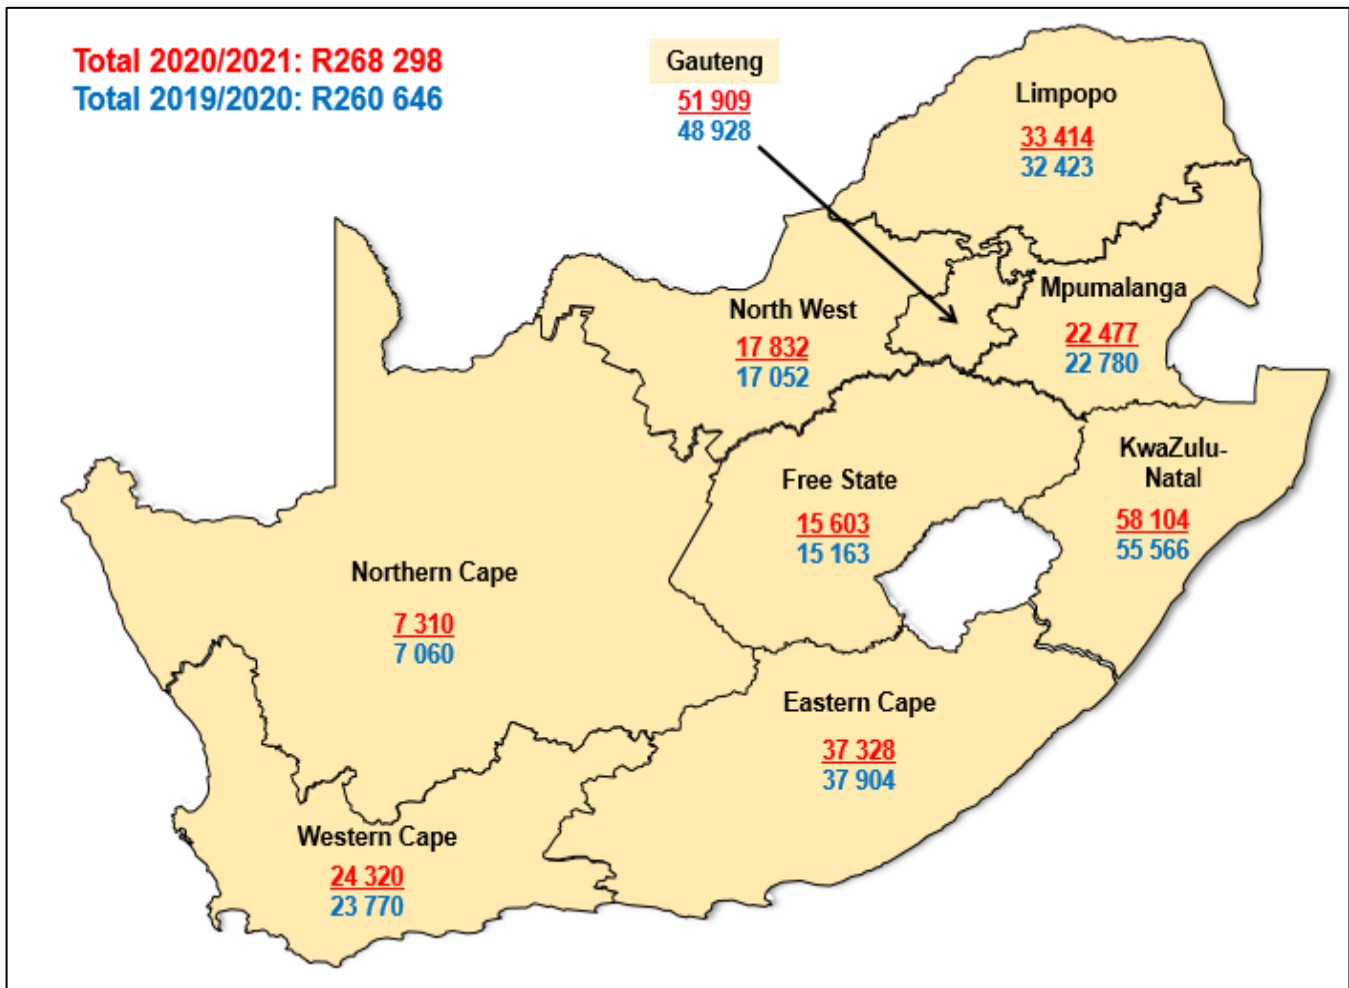 Total 2020/2021: R268 298
Total 2019/2020: R260 646
Gauteng
51 909
48 928
Limpopo
33 414
32 423
Mpumalanga
22 477
22 780
North West
17 832
17 052
KwaZulu-
Natal
58 104
55 566
Free State
15 603
15 163
Northern Cape
7 310
7 060
Eastern Cape
37 328
37 904
Western Cape
24 320
23 770